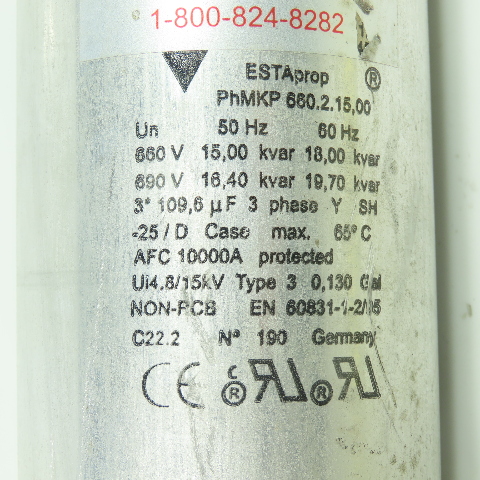 1-800-824-8282
ESTAprop ®
PhMKP 660.2.15,00
Un 50 Hz 60 Hz
660 V 15,00 kvar 18,00 kvar
690 V 16,40 kvar 19,70 kvar
3* 109,6 µF 3 phase Y SH
-25 / D Case max. 65°C
AFC 10000A protected
Ui4.8/15kV Type 3 0,130 Gal
NON-PCB EN 60831-1-2/
C22.2 Nº 190 Germany
CE c ® UR ® UR